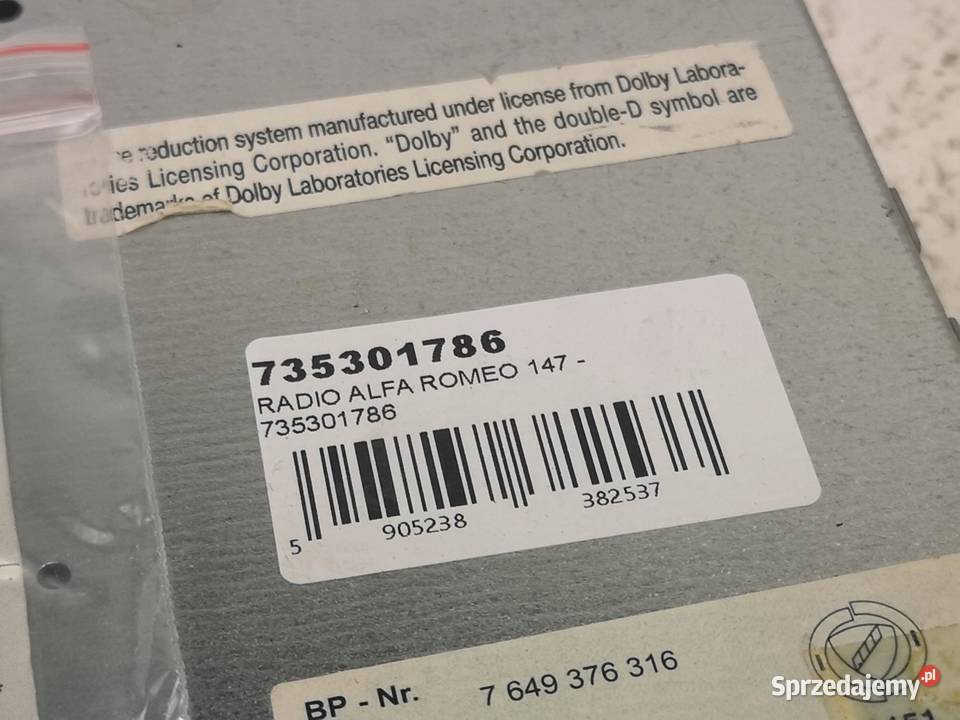 reduction system manufactured under license from Dolby Labora-
ries Licensing Corporation. "Dolby" and the double-D symbol are
trademarks of Dolby Laboratories Licensing Corporation.
735301786
RADIO ALFA ROMEO 147 -
735301786
5 905238 382537
BP - Nr. 7 649 376 316
Sprzedajemy.pl